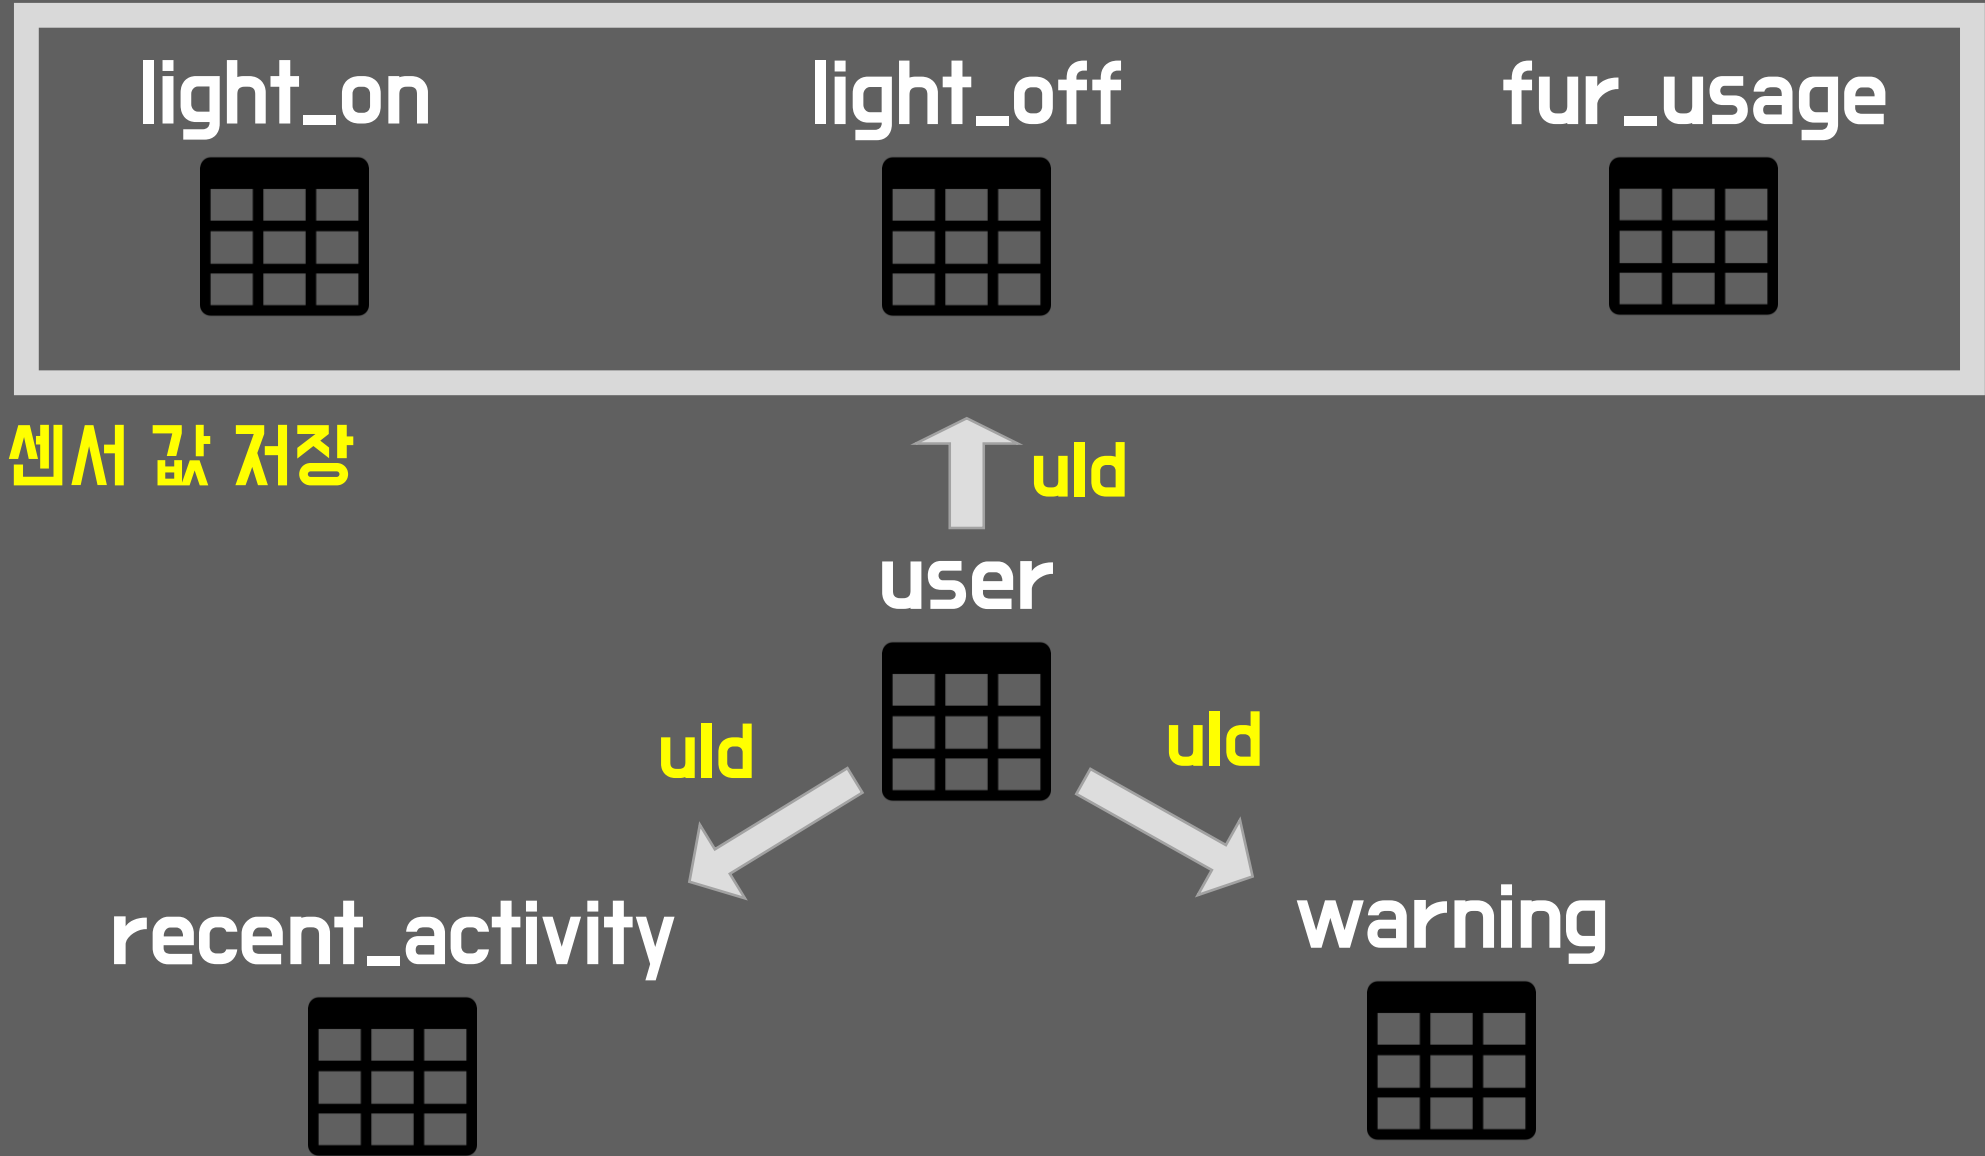 light_on
light_off
fur_usage
센서 값 저장
uId
user
uId
uId
recent_activity
warning